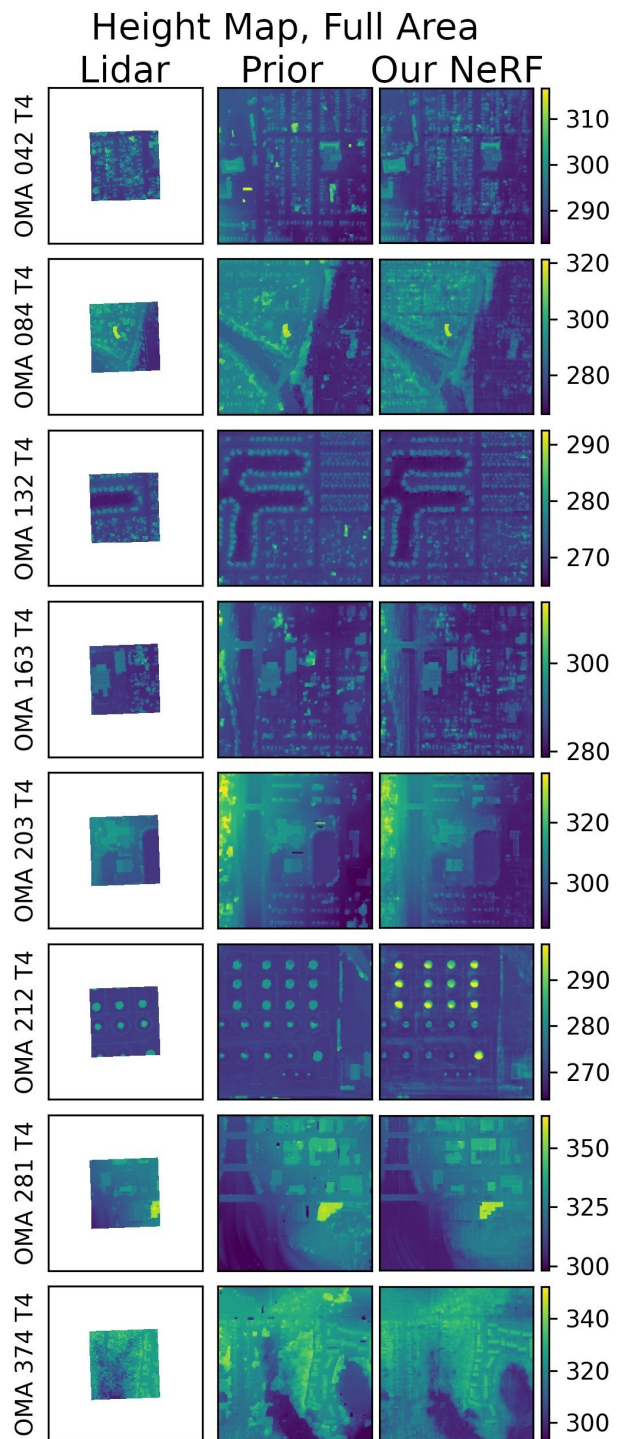 Height Map, Full Area
Lidar Prior Our NeRF
OMA 042 T4
310
300
290
OMA 084 T4
320
300
280
OMA 132 T4
290
280
270
OMA 163 T4
300
280
OMA 203 T4
320
300
OMA 212 T4
290
280
270
OMA 281 T4
350
325
300
OMA 374 T4
340
320
300